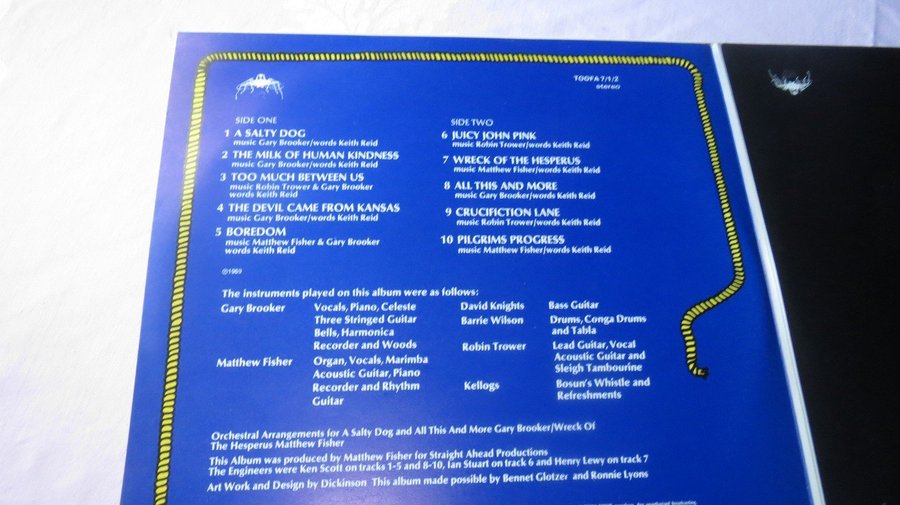 TOOFA 7/1/2
stereo
SIDE ONE
1 A SALTY DOG
music Gary Brooker/words Keith Reid
2 THE MILK OF HUMAN KINDNESS
music Gary Brooker/words Keith Reid
3 TOO MUCH BETWEEN US
music Robin Trower & Gary Brooker
words Keith Reid
4 THE DEVIL CAME FROM KANSAS
music Gary Brooker/words Keith Reid
5 BOREDOM
music Matthew Fisher & Gary Brooker
words Keith Reid
℗1969
SIDE TWO
6 JUICY JOHN PINK
music Robin Trower/words Keith Reid
7 WRECK OF THE HESPERUS
music Matthew Fisher/words Keith Reid
8 ALL THIS AND MORE
music Gary Brooker/words Keith Reid
9 CRUCIFICTION LANE
music Robin Trower/words Keith Reid
10 PILGRIMS PROGRESS
music Matthew Fisher/words Keith Reid
The instruments played on this album were as follows:
Gary Brooker Vocals, Piano, Celeste
Three Stringed Guitar
Bells, Harmonica
Recorder and Woods
Matthew Fisher Organ, Vocals, Marimba
Acoustic Guitar, Piano
Recorder and Rhythm
Guitar
David Knights Bass Guitar
Barrie Wilson Drums, Conga Drums
and Tabla
Robin Trower Lead Guitar, Vocal
Acoustic Guitar and
Sleigh Tambourine
Kellogs Bosun's Whistle and
Refreshments
Orchestral Arrangements for A Salty Dog and All This And More Gary Brooker/Wreck Of
The Hesperus Matthew Fisher
This Album was produced by Matthew Fisher for Straight Ahead Productions
The Engineers were Ken Scott on tracks 1-5 and 8-10, Ian Stuart on track 6 and Henry Lewy on track 7
Art Work and Design by Dickinson This album made possible by Bennet Glotzer and Ronnie Lyons